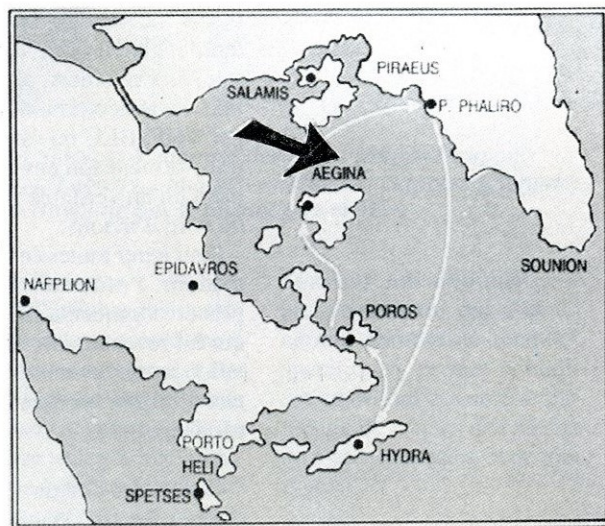 PIRAEUS
SALAMIS
P. PHALIRO
AEGINA
SOUNION
EPIDAVROS
NAFPLION
POROS
PORTO
HELI
HYDRA
SPETSES